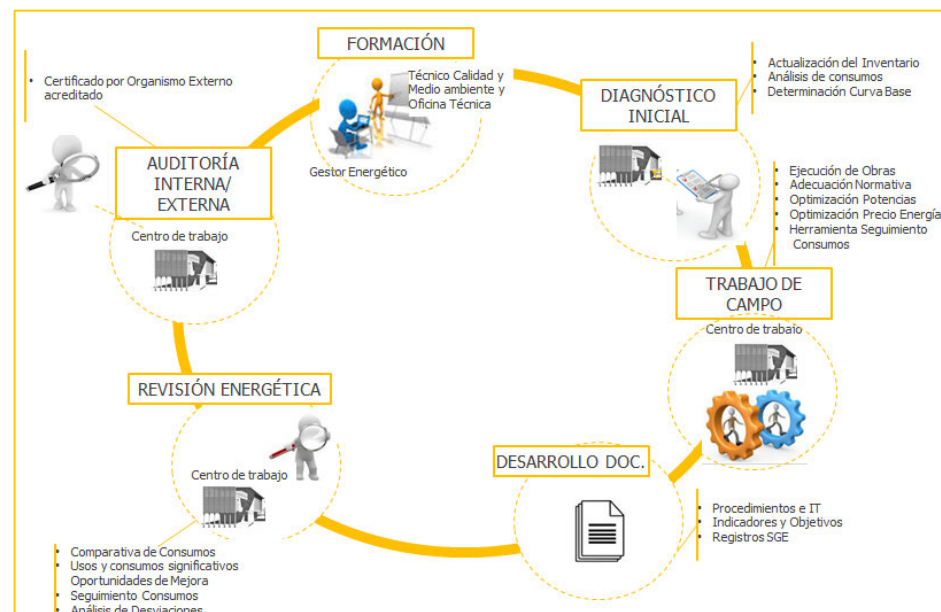 FORMACIÓN
Técnico Calidad y
Medio ambiente y
Oficina Técnica
Gestor Energético
DIAGNÓSTICO
INICIAL
• Actualización del Inventario
• Análisis de consumos
• Determinación Curva Base
• Ejecución de Obras
• Adecuación Normativa
• Optimización Potencias
• Optimización Precio Energía
• Herramienta Seguimiento
Consumos
TRABAJO DE
CAMPO
Centro de trabajo
DESARROLLO DOC.
• Procedimientos e IT
• Indicadores y Objetivos
• Registros SGE
REVISIÓN ENERGÉTICA
Centro de trabajo
• Comparativa de Consumos
• Usos y consumos significativos
Oportunidades de Mejora
• Seguimiento Consumos
• Análisis de Desviaciones
AUDITORÍA
INTERNA/
EXTERNA
Centro de trabajo
• Certificado por Organismo Externo
acreditado